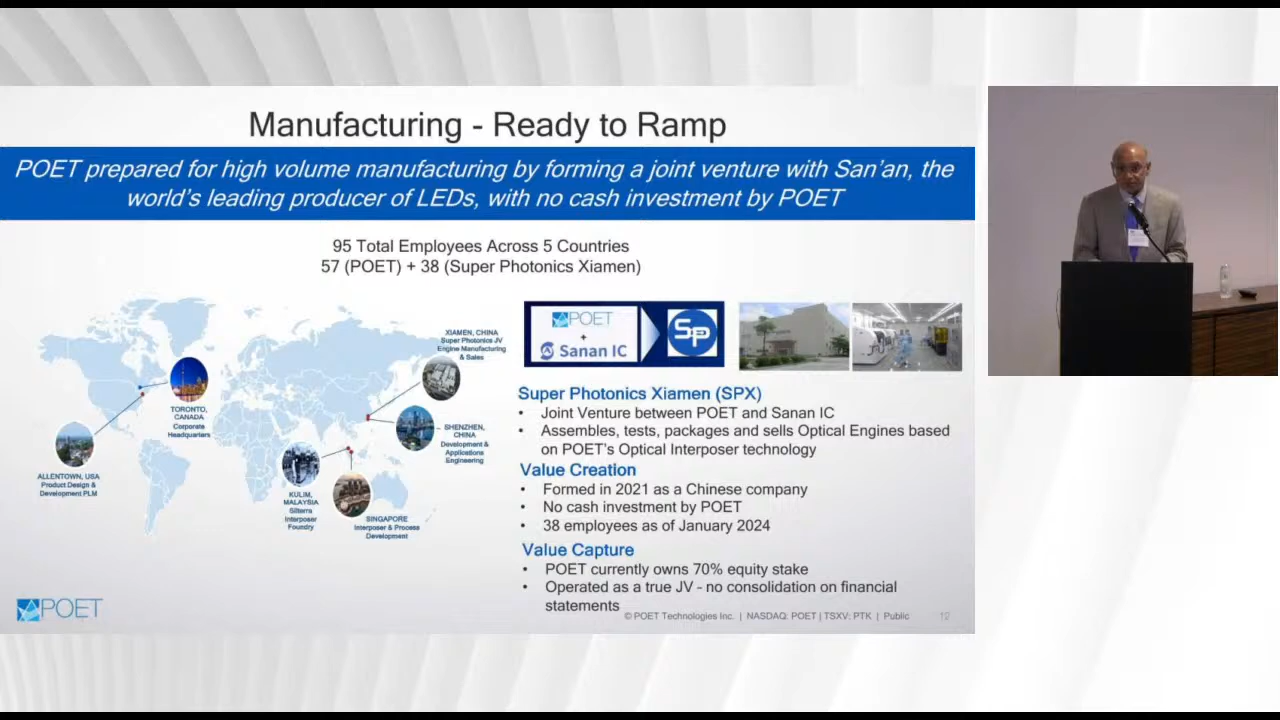 Manufacturing - Ready to Ramp
POET prepared for high volume manufacturing by forming a joint venture with San'an, the
world's leading producer of LEDs, with no cash investment by POET
95 Total Employees Across 5 Countries
57 (POET) + 38 (Super Photonics Xiamen)
XIAMEN, CHINA
Super Photonics JV
Engine Manufacturing
& Sales
TORONTO,
CANADA
Corporate
Headquarters
SHENZHEN,
CHINA
Development &
Applications
Engineering
ALLENTOWN, USA
Product Design &
Development PLM
KULIM,
MALAYSIA
Silterra
Interposer
Foundry
SINGAPORE
Interposer & Process
Development
POET
+
Sanan IC
SP
Super Photonics Xiamen (SPX)
• Joint Venture between POET and Sanan IC
• Assembles, tests, packages and sells Optical Engines based
on POET's Optical Interposer technology
Value Creation
• Formed in 2021 as a Chinese company
• No cash investment by POET
• 38 employees as of January 2024
Value Capture
• POET currently owns 70% equity stake
• Operated as a true JV - no consolidation on financial
statements
POET
© POET Technologies Inc. | NASDAQ: POET | TSXV: PTK | Public
12